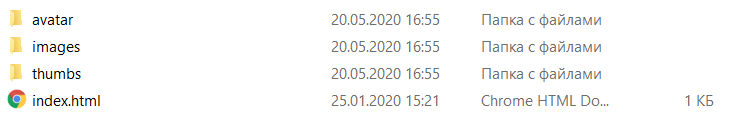 avatar 20.05.2020 16:55 Папка с файлами
images 20.05.2020 16:55 Папка с файлами
thumbs 20.05.2020 16:55 Папка с файлами
index.html 25.01.2020 15:21 Chrome HTML Do... 1 КБ